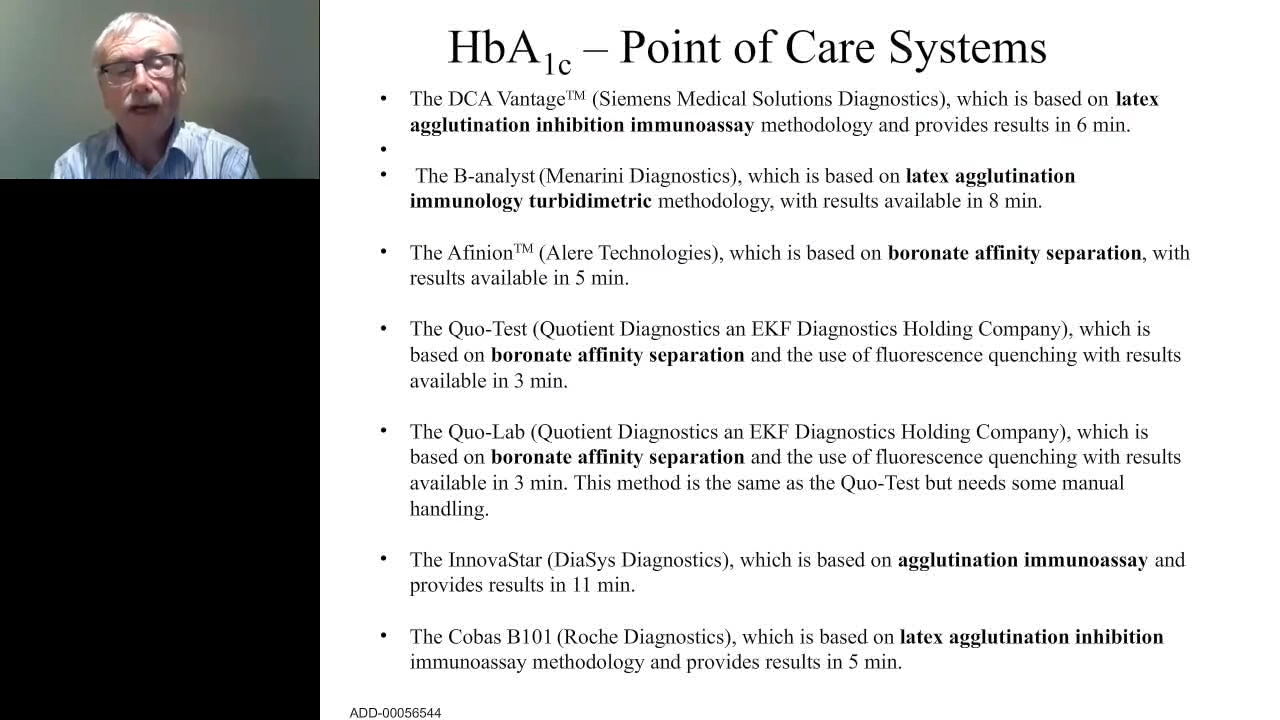 HbA1c – Point of Care Systems
• The DCA Vantage™ (Siemens Medical Solutions Diagnostics), which is based on latex
agglutination inhibition immunoassay methodology and provides results in 6 min.
•
• The B-analyst (Menarini Diagnostics), which is based on latex agglutination
immunology turbidimetric methodology, with results available in 8 min.
• The Afinion™ (Alere Technologies), which is based on boronate affinity separation, with
results available in 5 min.
• The Quo-Test (Quotient Diagnostics an EKF Diagnostics Holding Company), which is
based on boronate affinity separation and the use of fluorescence quenching with results
available in 3 min.
• The Quo-Lab (Quotient Diagnostics an EKF Diagnostics Holding Company), which is
based on boronate affinity separation and the use of fluorescence quenching with results
available in 3 min. This method is the same as the Quo-Test but needs some manual
handling.
• The InnovaStar (DiaSys Diagnostics), which is based on agglutination immunoassay and
provides results in 11 min.
• The Cobas B101 (Roche Diagnostics), which is based on latex agglutination inhibition
immunoassay methodology and provides results in 5 min.
ADD-00056544